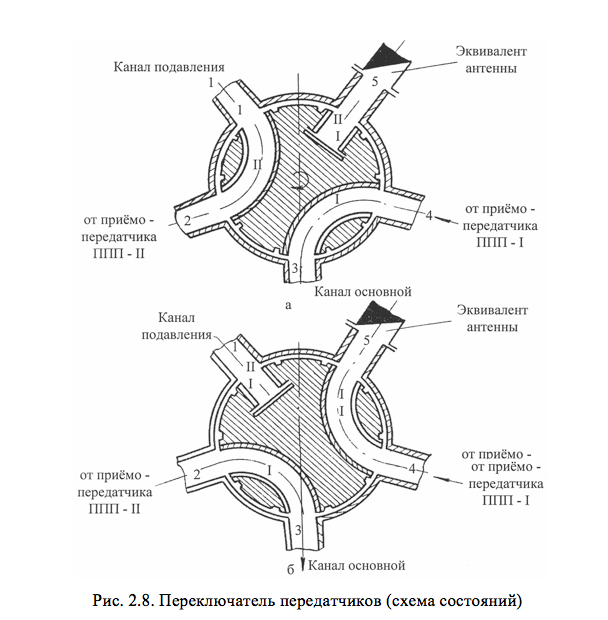 Канал подавления
Эквивалент
антенны
1
1
5
II
I
II
I
2
3
4
от приёмо -
передатчика
ППП - II
от приёмо -
передатчика
ППП - I
а
Канал основной
Канал
подавления
Эквивалент
антенны
1
5
II
I
I
I
I
2
3
4
от приёмо -
передатчика
ППП - II
от приёмо -
от приёмо -
передатчика
ППП - I
б
Канал основной
Рис. 2.8. Переключатель передатчиков (схема состояний)